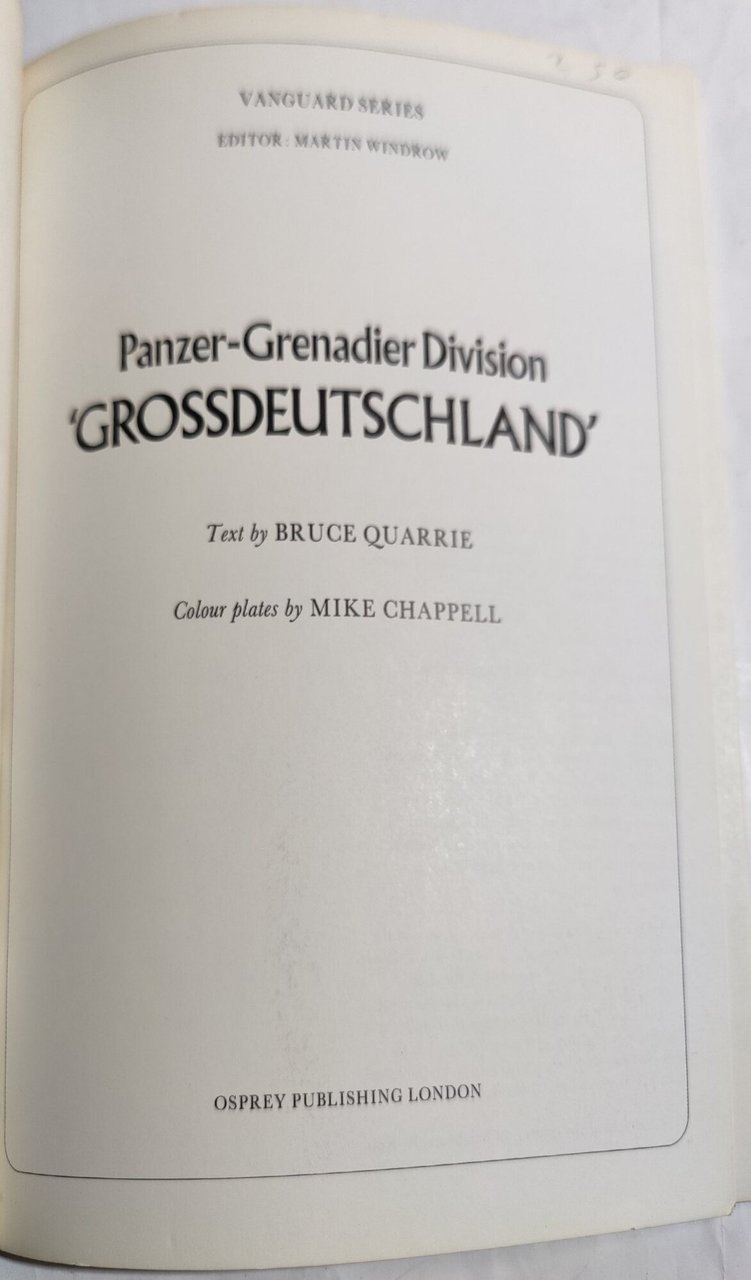 250
VANGUARD SERIES
EDITOR: MARTIN WINDROW
Panzer-Grenadier Division
'GROSSDEUTSCHLAND'
Text by BRUCE QUARRIE
Colour plates by MIKE CHAPPELL
OSPREY PUBLISHING LONDON